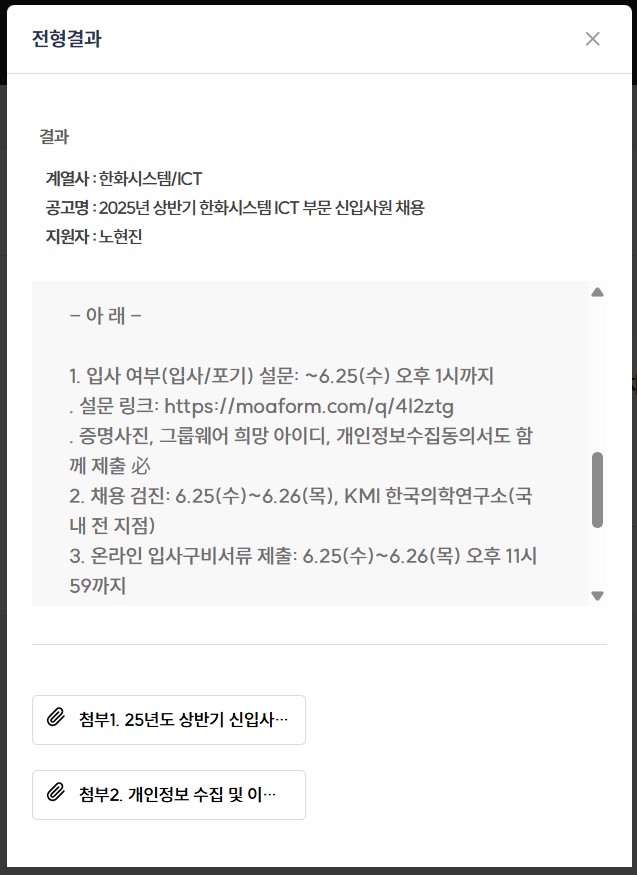 전형결과
결과
계열사 : 한화시스템/ICT
공고명 : 2025년 상반기 한화시스템 ICT 부문 신입사원 채용
지원자 : 노현진
- 아 래 -
1. 입사 여부(입사/포기) 설문: ~6.25(수) 오후 1시까지
. 설문 링크: https://moaform.com/q/4l2ztg
. 증명사진, 그룹웨어 희망 아이디, 개인정보수집동의서도 함
께 제출 必
2. 채용 검진: 6.25(수)~6.26(목), KMI 한국의학연구소(국
내 전 지점)
3. 온라인 입사구비서류 제출: 6.25(수)~6.26(목) 오후 11시
59까지
첨부1. 25년도 상반기 신입사…
첨부2. 개인정보 수집 및 이…